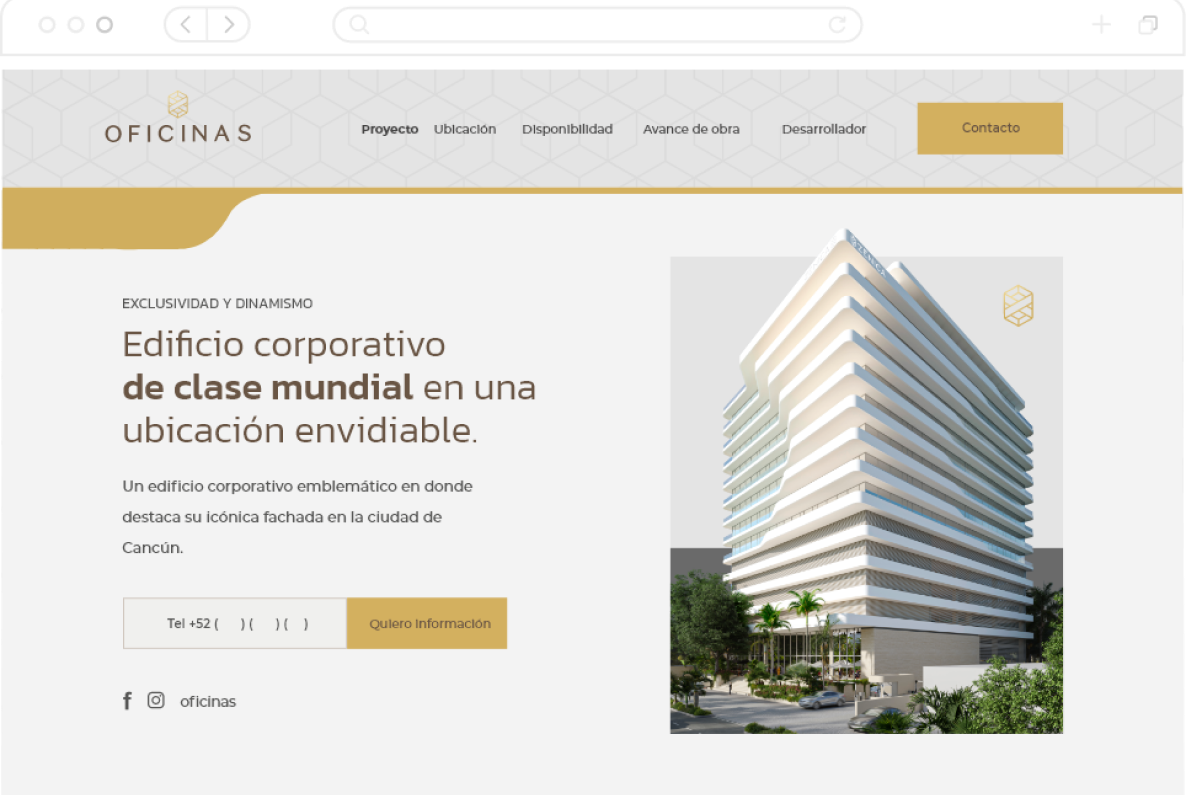 OFICINAS
Proyecto Ubicación Disponibilidad Avance de obra Desarrollador Contacto
EXCLUSIVIDAD Y DINAMISMO
Edificio corporativo
de clase mundial en una
ubicación envidiable.
Un edificio corporativo emblemático en donde
destaca su icónica fachada en la ciudad de
Cancún.
Tel +52 ( ) ( ) ( ) Quiero información
oficinas